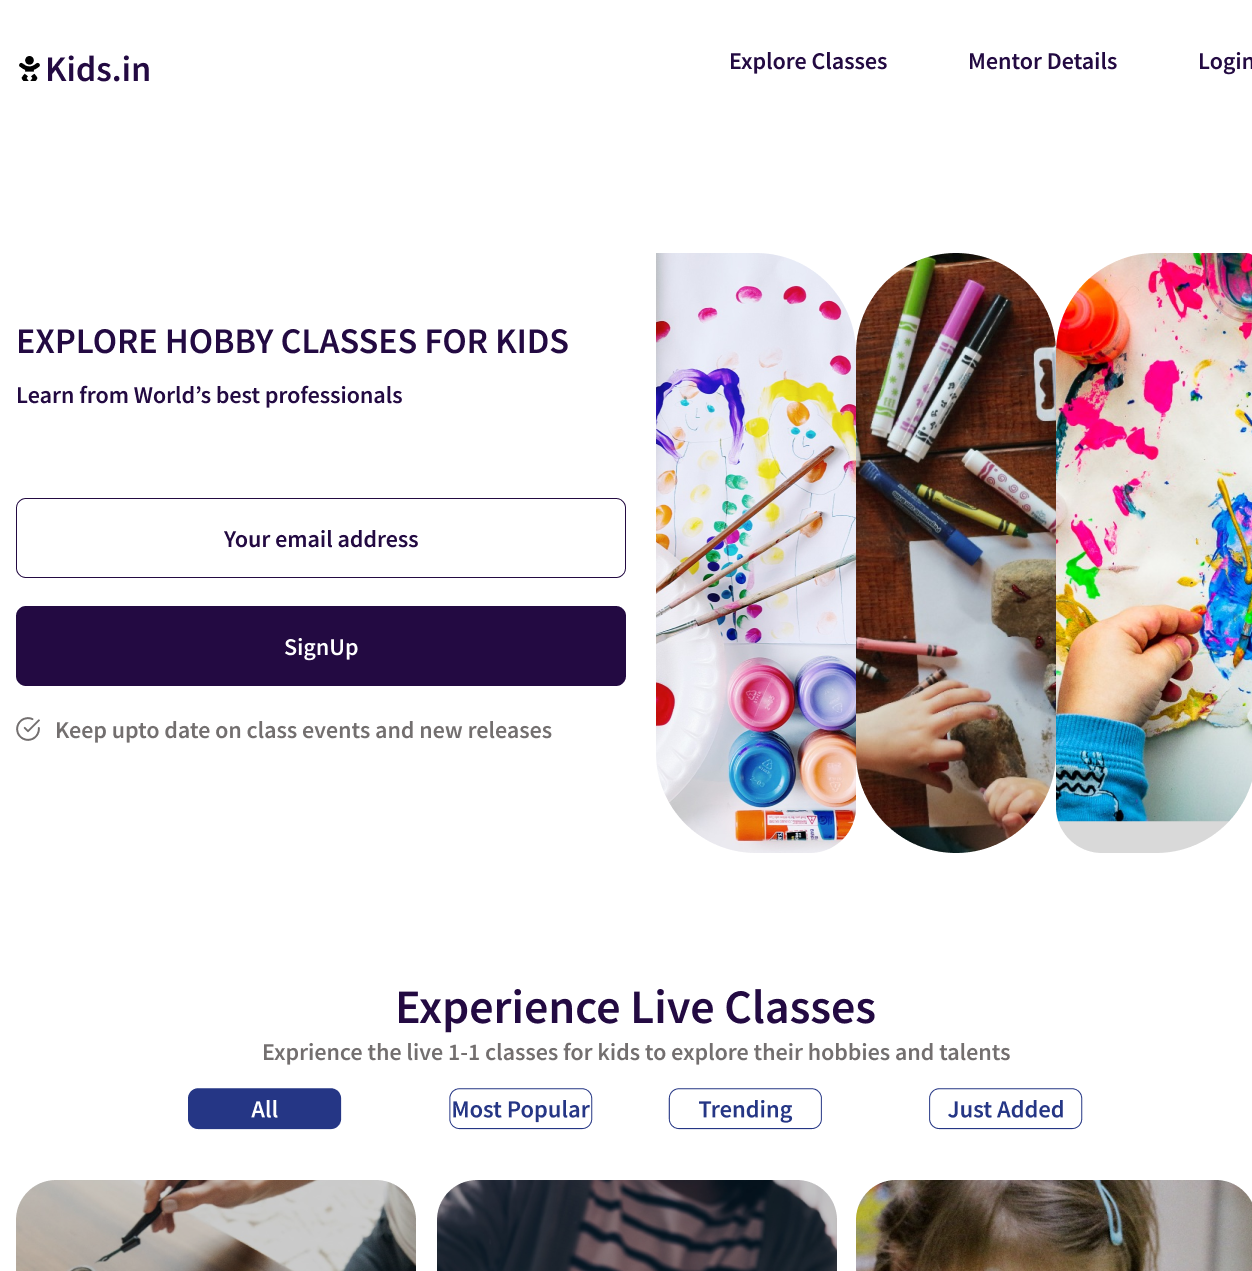 Kids.in
Explore Classes
Mentor Details
Login
EXPLORE HOBBY CLASSES FOR KIDS
Learn from World’s best professionals
Your email address
SignUp
Keep upto date on class events and new releases
Experience Live Classes
Exprience the live 1-1 classes for kids to explore their hobbies and talents
All
Most Popular
Trending
Just Added